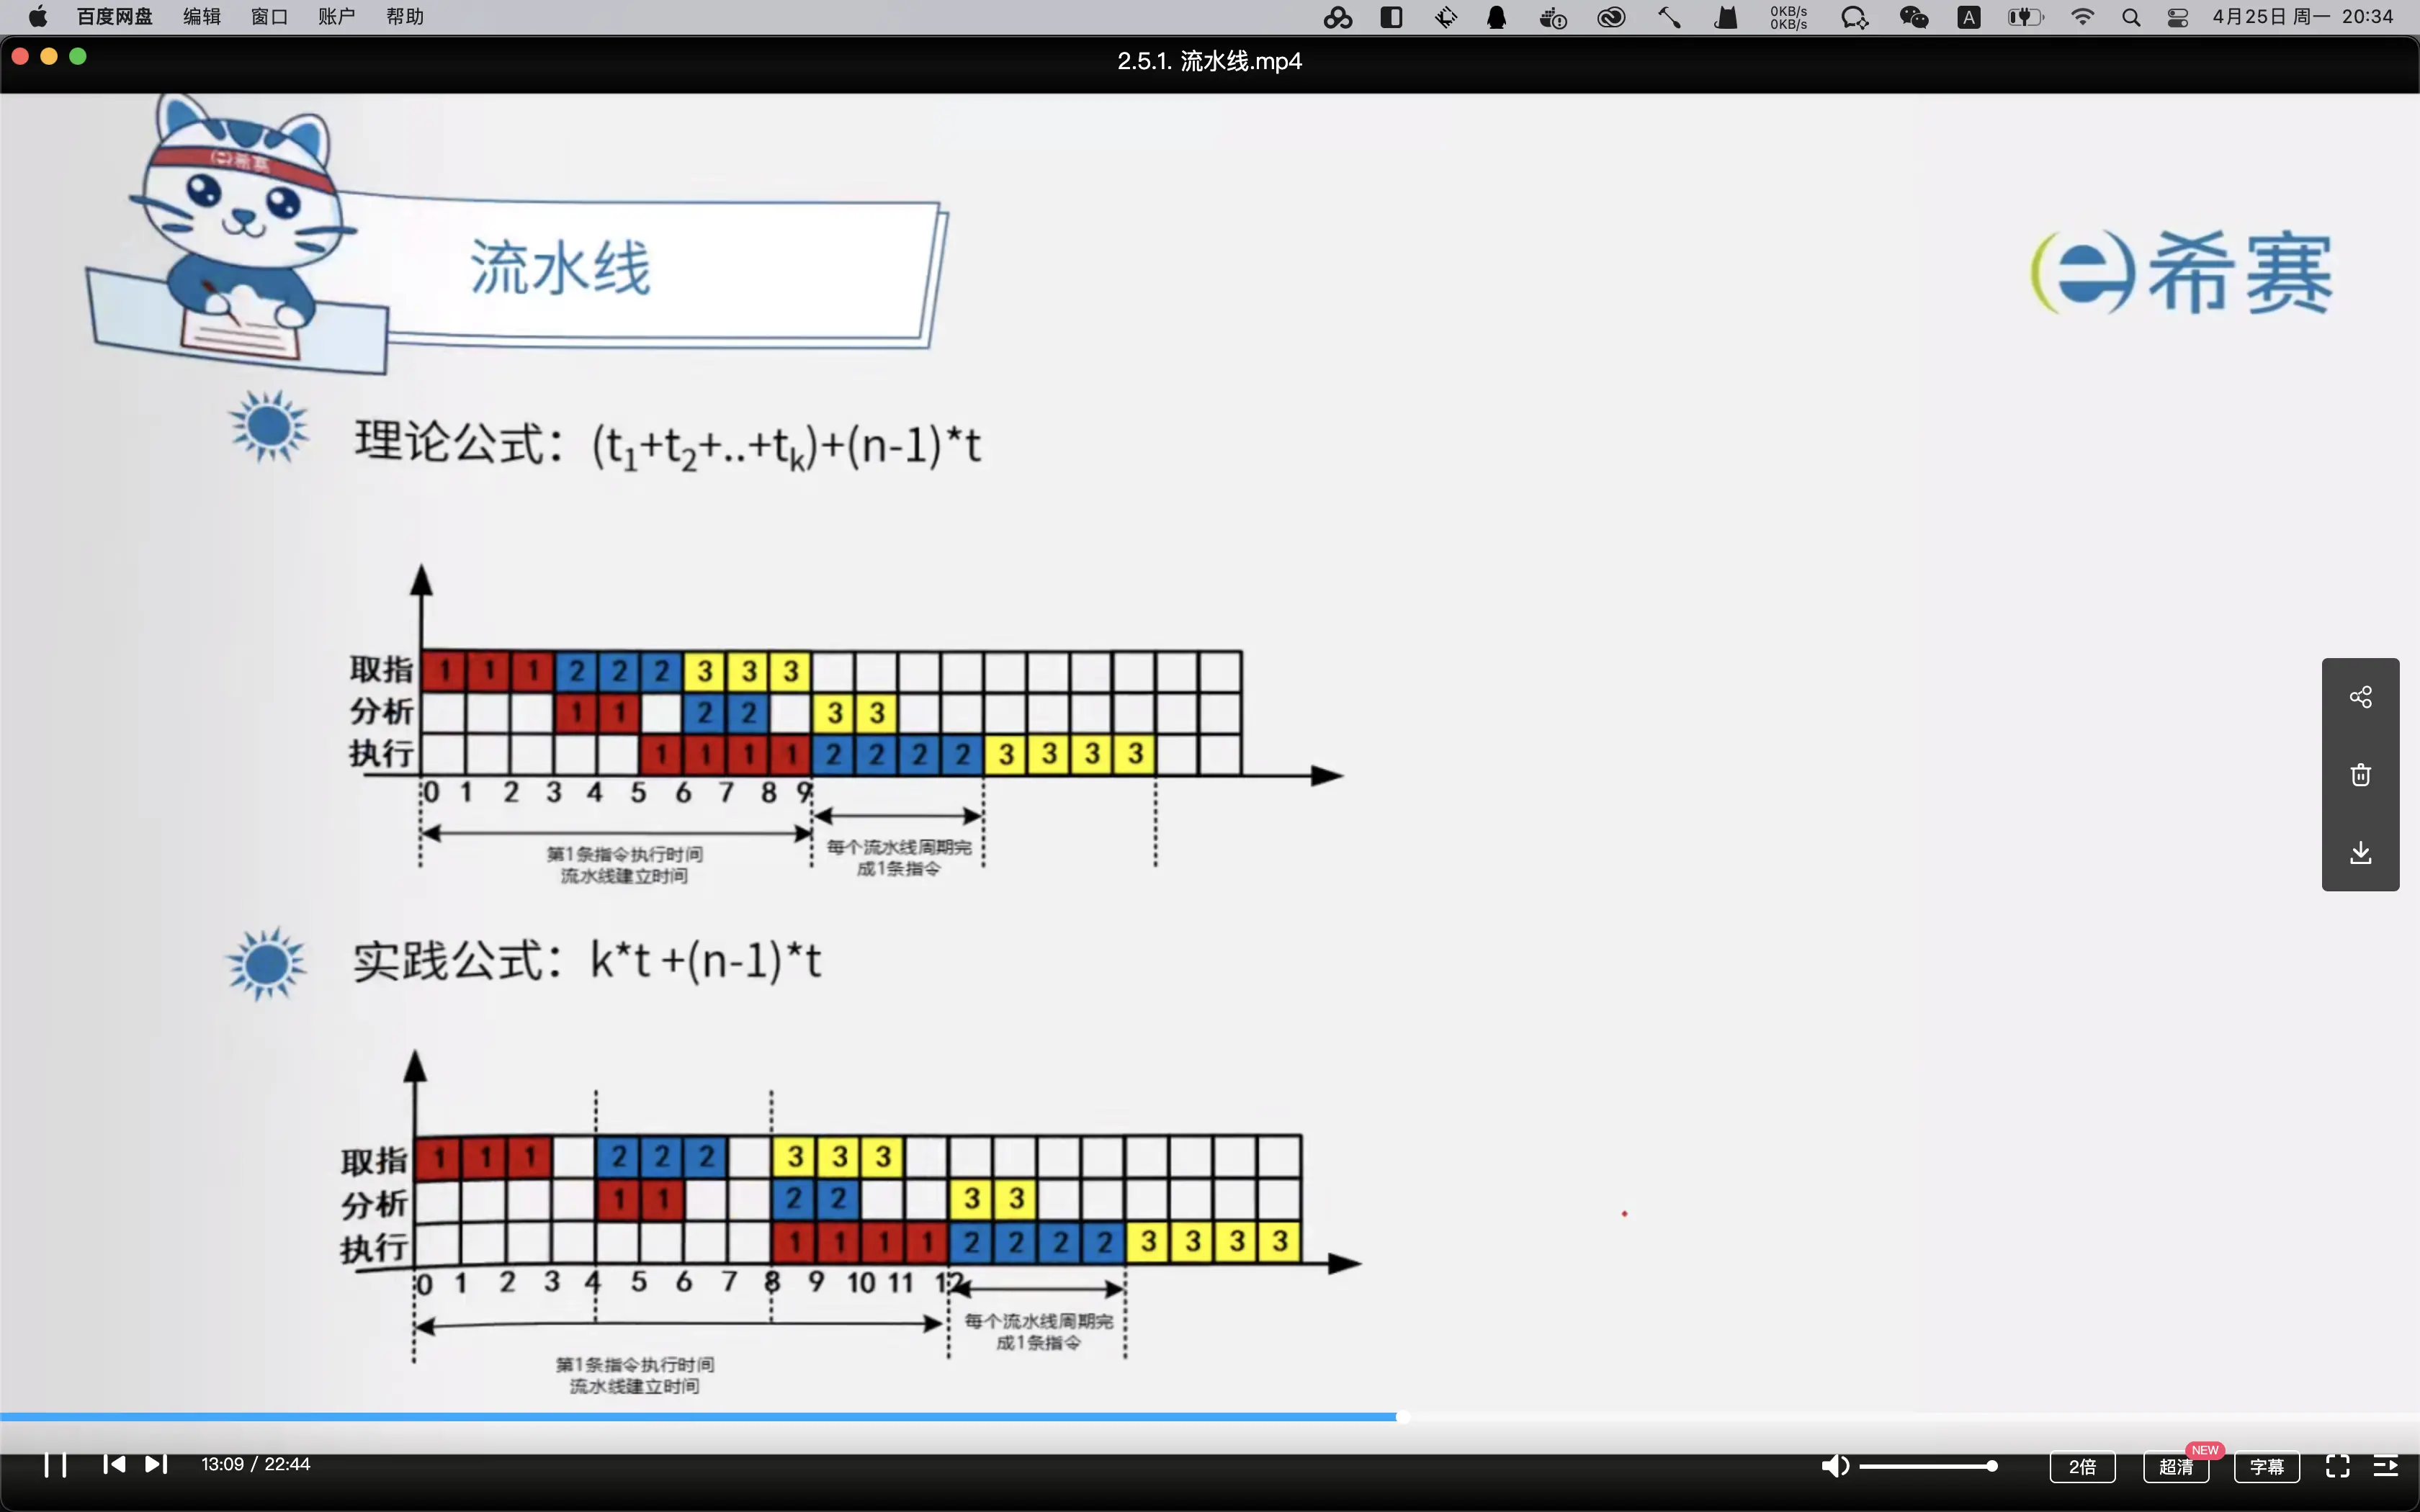 百度网盘 编辑 窗口 账户 帮助 0KB/s A 4月25日 周一 20:34
0KB/s
2.5.1. 流水线.mp4
希赛
流水线
希赛
理论公式：(t1+t2+..+tk)+(n-1)*t
取指 1 1 1 2 2 2 3 3 3
分析 1 1 2 2 3 3
执行 1 1 1 1 2 2 2 2 3 3 3 3
0 1 2 3 4 5 6 7 8 9
第1条指令执行时间
流水线建立时间
每个流水线周期完
成1条指令
实践公式：k*t +(n-1)*t
取指 1 1 1 2 2 2 3 3 3
分析 1 1 2 2 3 3
执行 1 1 1 1 2 2 2 2 3 3 3 3
0 1 2 3 4 5 6 7 8 9 10 11 12
每个流水线周期完
成1条指令
第1条指令执行时间
流水线建立时间
13:09 / 22:44 2倍 超清 NEW 字幕